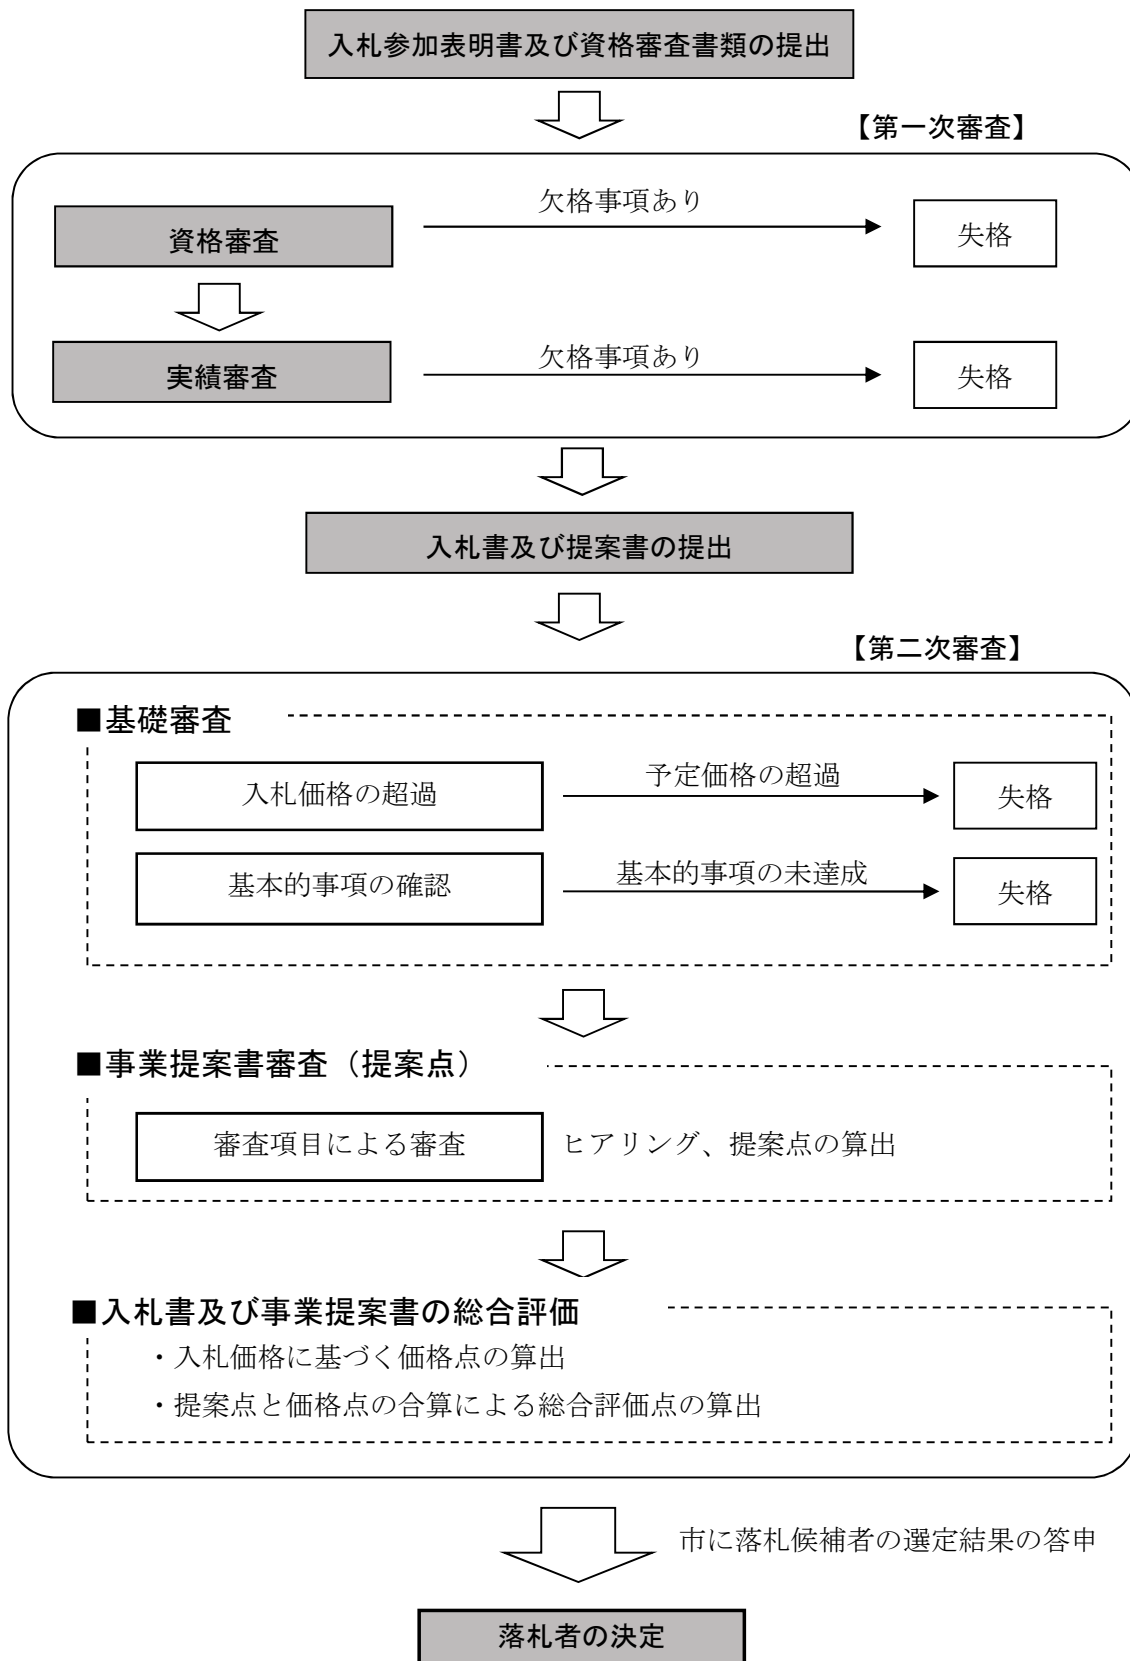 入札参加表明書及び資格審査書類の提出
【第一次審査】
欠格事項あり
資格審査
失格
実績審査
欠格事項あり
失格
入札書及び提案書の提出
【第二次審査】
■基礎審査
入札価格の超過
予定価格の超過
失格
基本的事項の確認
基本的事項の未達成
失格
■事業提案書審査（提案点）
審査項目による審査
ヒアリング、提案点の算出
■入札書及び事業提案書の総合評価
・入札価格に基づく価格点の算出
・提案点と価格点の合算による総合評価点の算出
市に落札候補者の選定結果の答申
落札者の決定